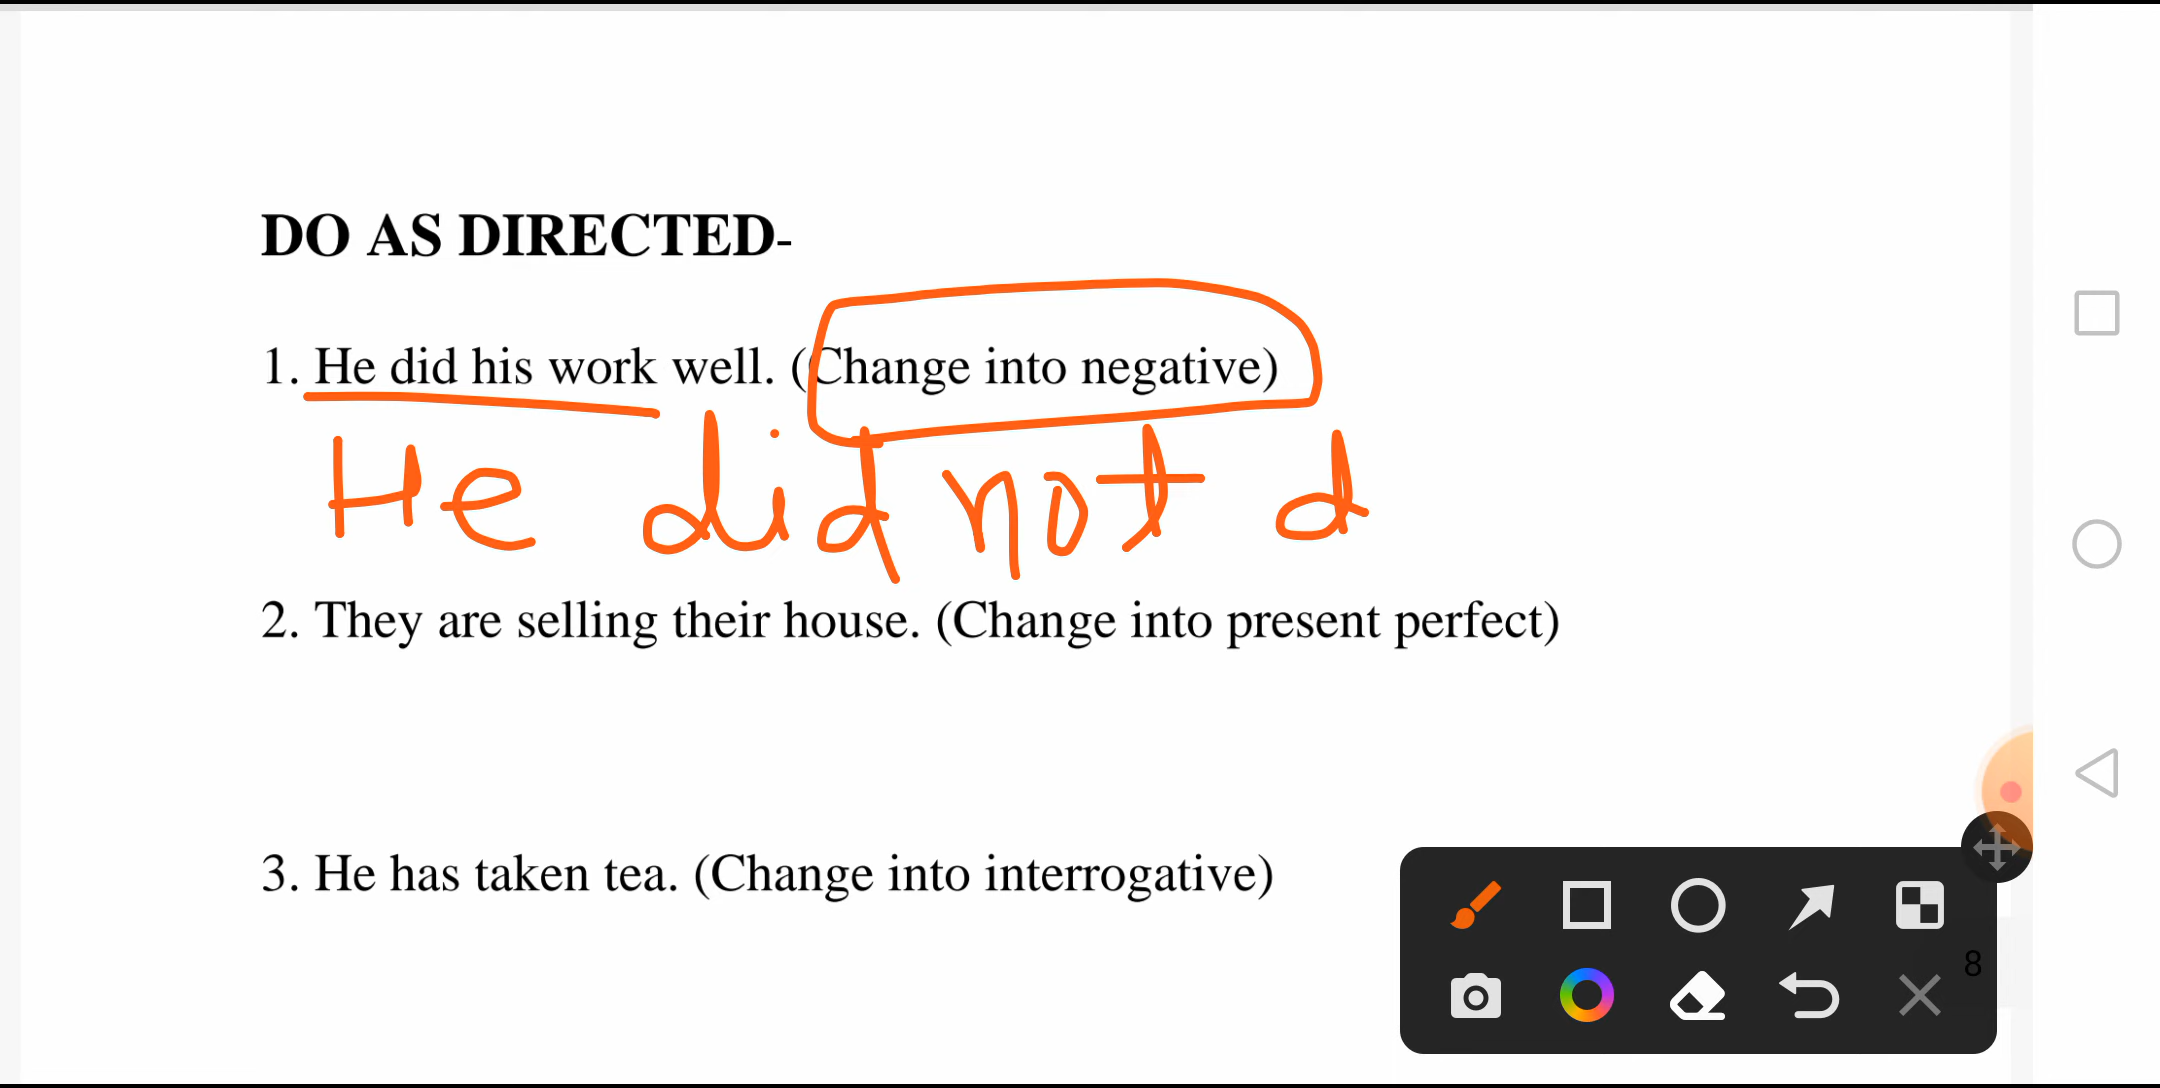 DO AS DIRECTED-
1. He did his work well. (Change into negative)
He did not d
2. They are selling their house. (Change into present perfect)
3. He has taken tea. (Change into interrogative)
8